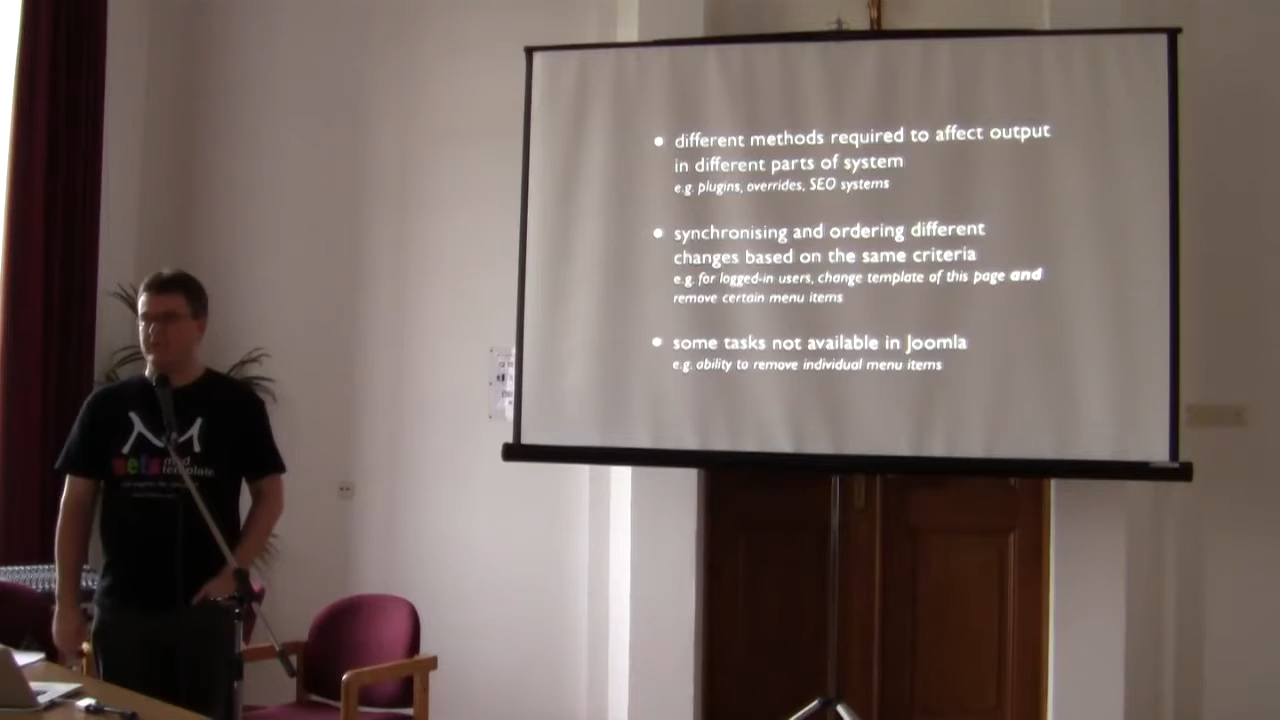 different methods required to affect output
in different parts of system
e.g. plugins, overrides, SEO systems
synchronising and ordering different
changes based on the same criteria
e.g. for logged-in users, change template of this page and
remove certain menu items
some tasks not available in Joomla
e.g. ability to remove individual menu items
meta mod
template